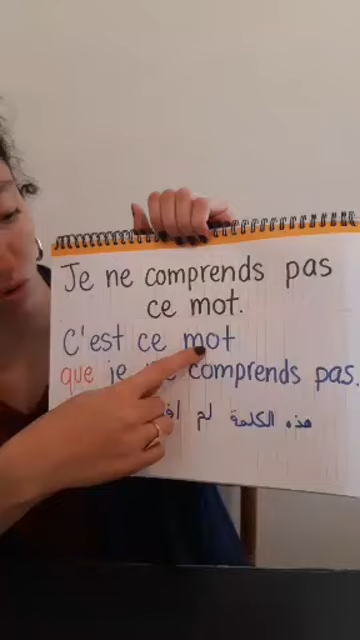 Je ne comprends pas
ce mot.
C'est ce mot
que je comprends pas.
هذه الكلمة لم